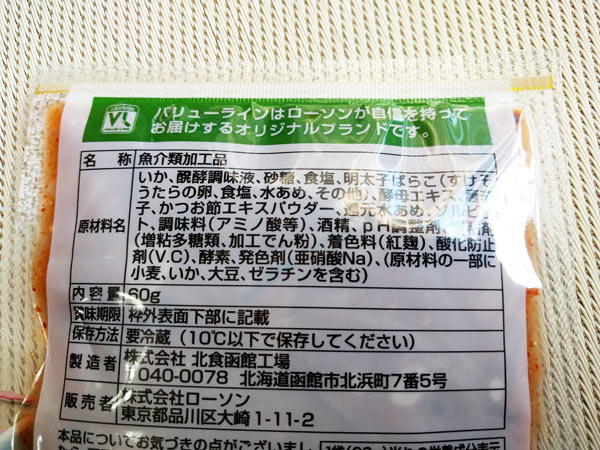 VL
VALUE LINE
バリューラインはローソンが自信を持って
お届けするオリジナルブランドです。
名 称 魚介類加工品
原材料名
いか、醗酵調味液、砂糖、食塩、明太子ばらこ(すけそ
うたらの卵、食塩、水あめ、その他)、酵母エキス、
子、かつお節エキスパウダー、還元水あめ、ソルビ
ト、調味料(アミノ酸等)、酒精、pH調整剤、
(増粘多糖類、加工でん粉)、着色料(紅麹)、酸化防止
剤(V.C)、酵素、発色剤(亜硝酸Na)、(原材料の一部に
小麦、いか、大豆、ゼラチンを含む)
内容量 60g
賞味期限 枠外表面下部に記載
保存方法 要冷蔵(10℃以下で保存してください)
製造者 株式会社 北食函館工場
〒040-0078 北海道函館市北浜町7番5号
販売者 株式会社ローソン
東京都品川区大崎1-11-2
本品についてお気づきの点がございまし